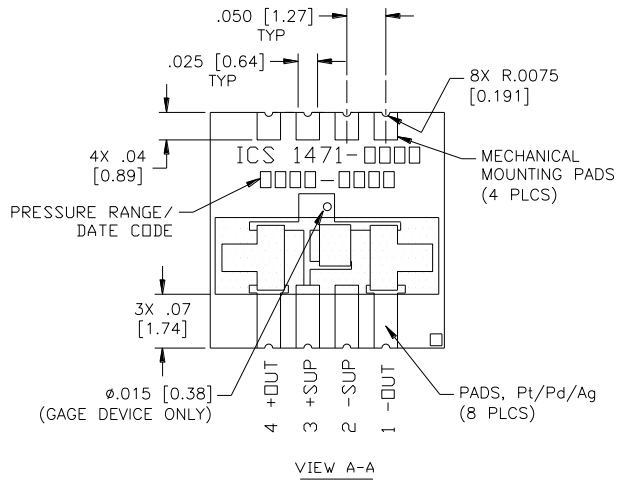 .050 [1.27]
TYP
.025 [0.64]
TYP
8X R.0075
[0.191]
4X .04
[0.89]
ICS 1471-▯▯▯▯
▯▯▯▯-▯▯▯▯
MECHANICAL
MOUNTING PADS
(4 PLCS)
PRESSURE RANGE/
DATE CODE
3X .07
[1.74]
ø.015 [0.38]
(GAGE DEVICE ONLY)
4 +OUT
3 +SUP
2 -SUP
1 -OUT
PADS, Pt/Pd/Ag
(8 PLCS)
VIEW A-A